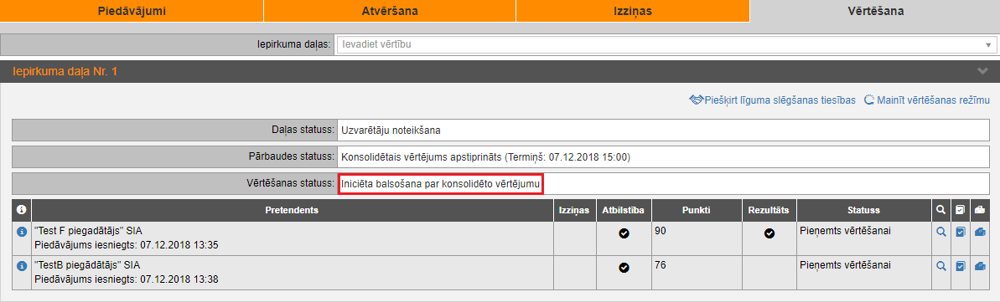 Piedāvājumi Atvēršana Izziņas Vērtēšana
Iepirkuma daļas: Ievadiet vērtību
Iepirkuma daļa Nr. 1
Piešķirt līguma slēgšanas tiesības Mainīt vērtēšanas režīmu
Daļas statuss: Uzvarētāju noteikšana
Pārbaudes statuss: Konsolidētais vērtējums apstiprināts (Termiņš: 07.12.2018 15:00)
Vērtēšanas statuss: Iniciēta balsošana par konsolidēto vērtējumu
Pretendents Izziņas Atbilstība Punkti Rezultāts Statuss
"Test F piegadātājs" SIA 90 Pieņemts vērtēšanai
Piedāvājums iesniegts: 07.12.2018 13:35
"TestB piegādātājs" SIA 76 Pieņemts vērtēšanai
Piedāvājums iesniegts: 07.12.2018 13:38